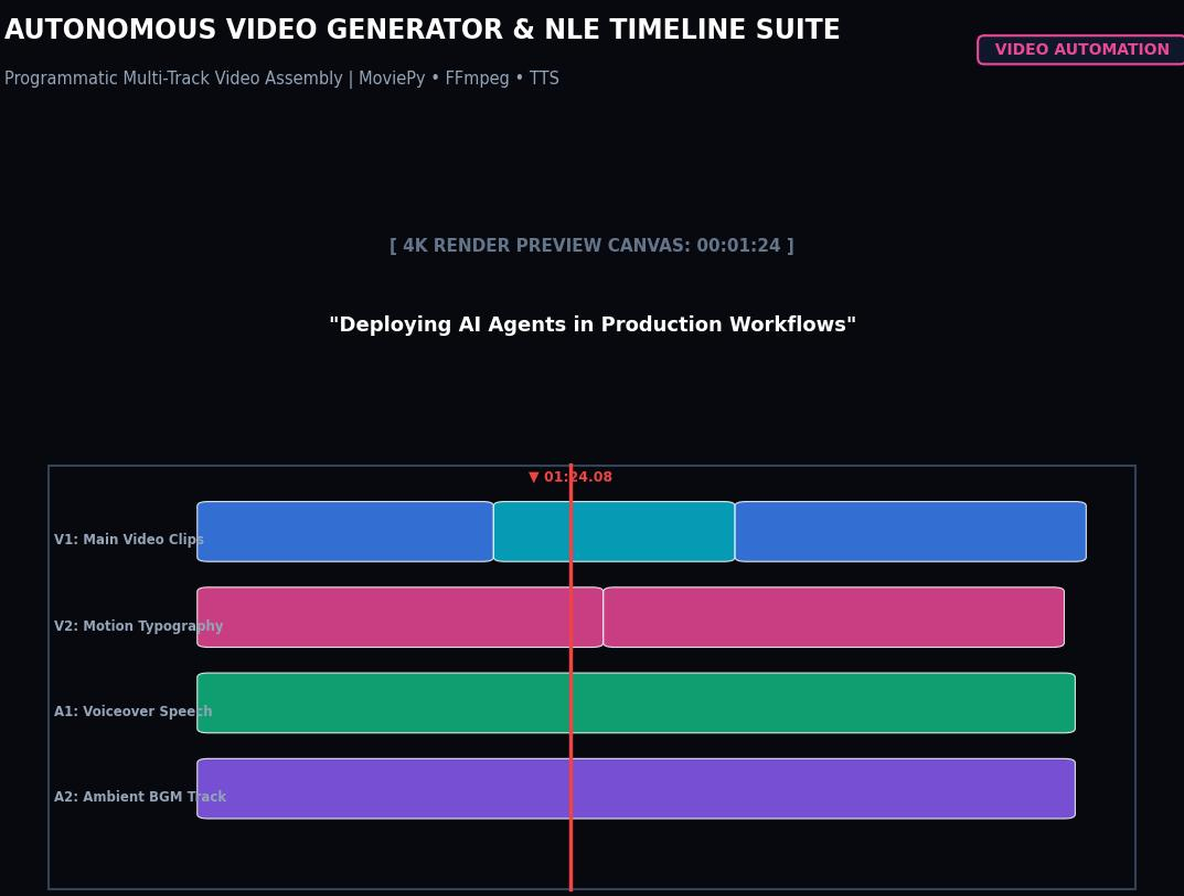 AUTONOMOUS VIDEO GENERATOR & NLE TIMELINE SUITE
VIDEO AUTOMATION
Programmatic Multi-Track Video Assembly | MoviePy • FFmpeg • TTS
[ 4K RENDER PREVIEW CANVAS: 00:01:24 ]
"Deploying AI Agents in Production Workflows"
▼ 01:24.08
V1: Main Video Clips
V2: Motion Typography
A1: Voiceover Speech
A2: Ambient BGM Track